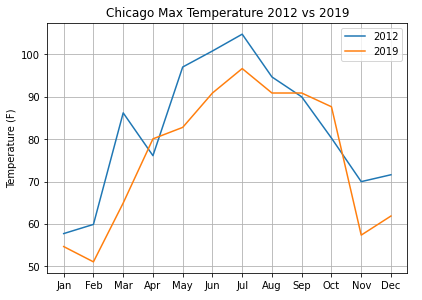 Chicago Max Temperature 2012 vs 2019
2012
2019
Temperature (F)
100
90
80
70
60
50
Jan Feb Mar Apr May Jun Jul Aug Sep Oct Nov Dec